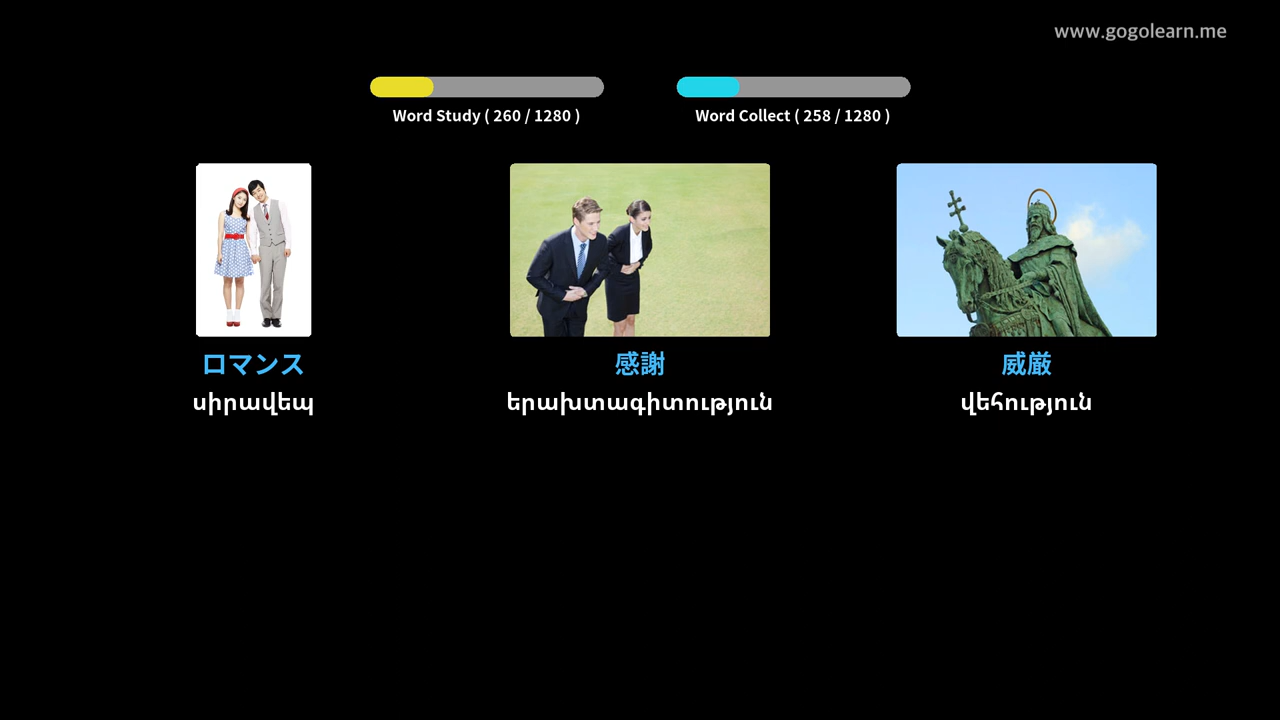 www.gogolearn.me
Word Study ( 260 / 1280 )
Word Collect ( 258 / 1280 )
ロマンス
սիրավեպ
感謝
երախտագիտություն
威厳
վեհություն